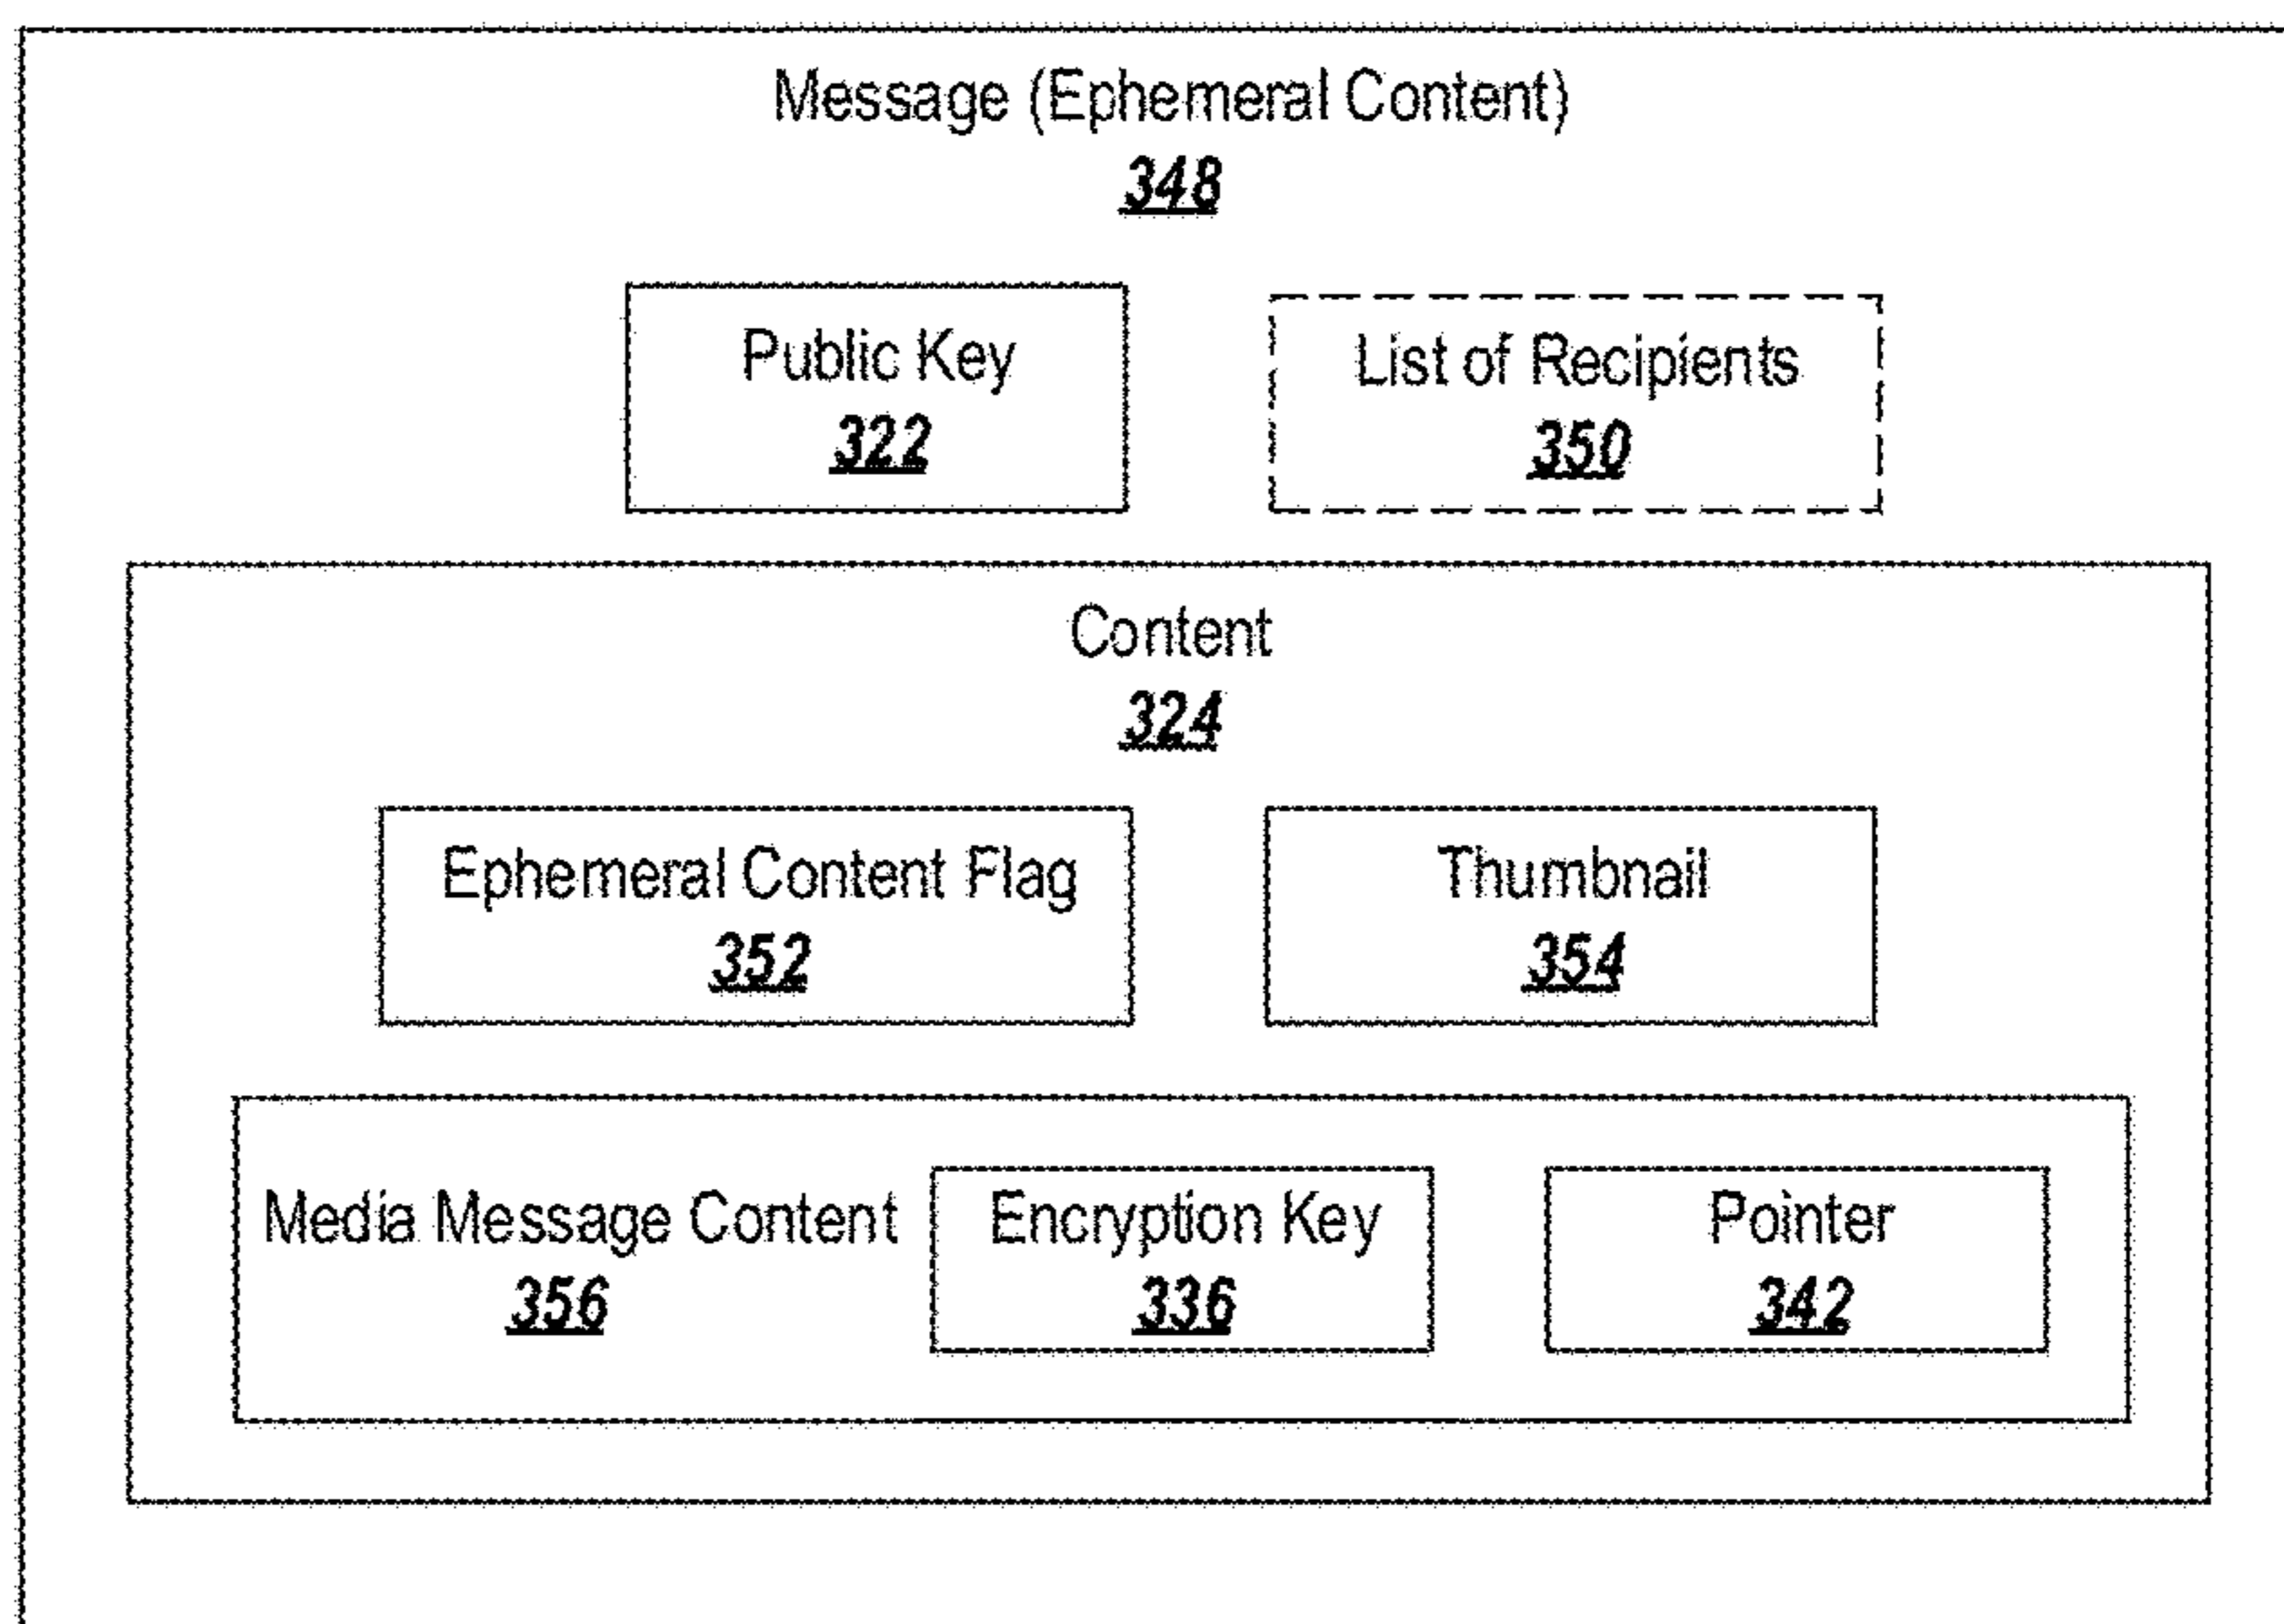 Message (Ephemeral Content)
348
Public Key
322
List of Recipients
350
Content
324
Ephemeral Content Flag
352
Thumbnail
354
Media Message Content
356
Encryption Key
336
Pointer
342